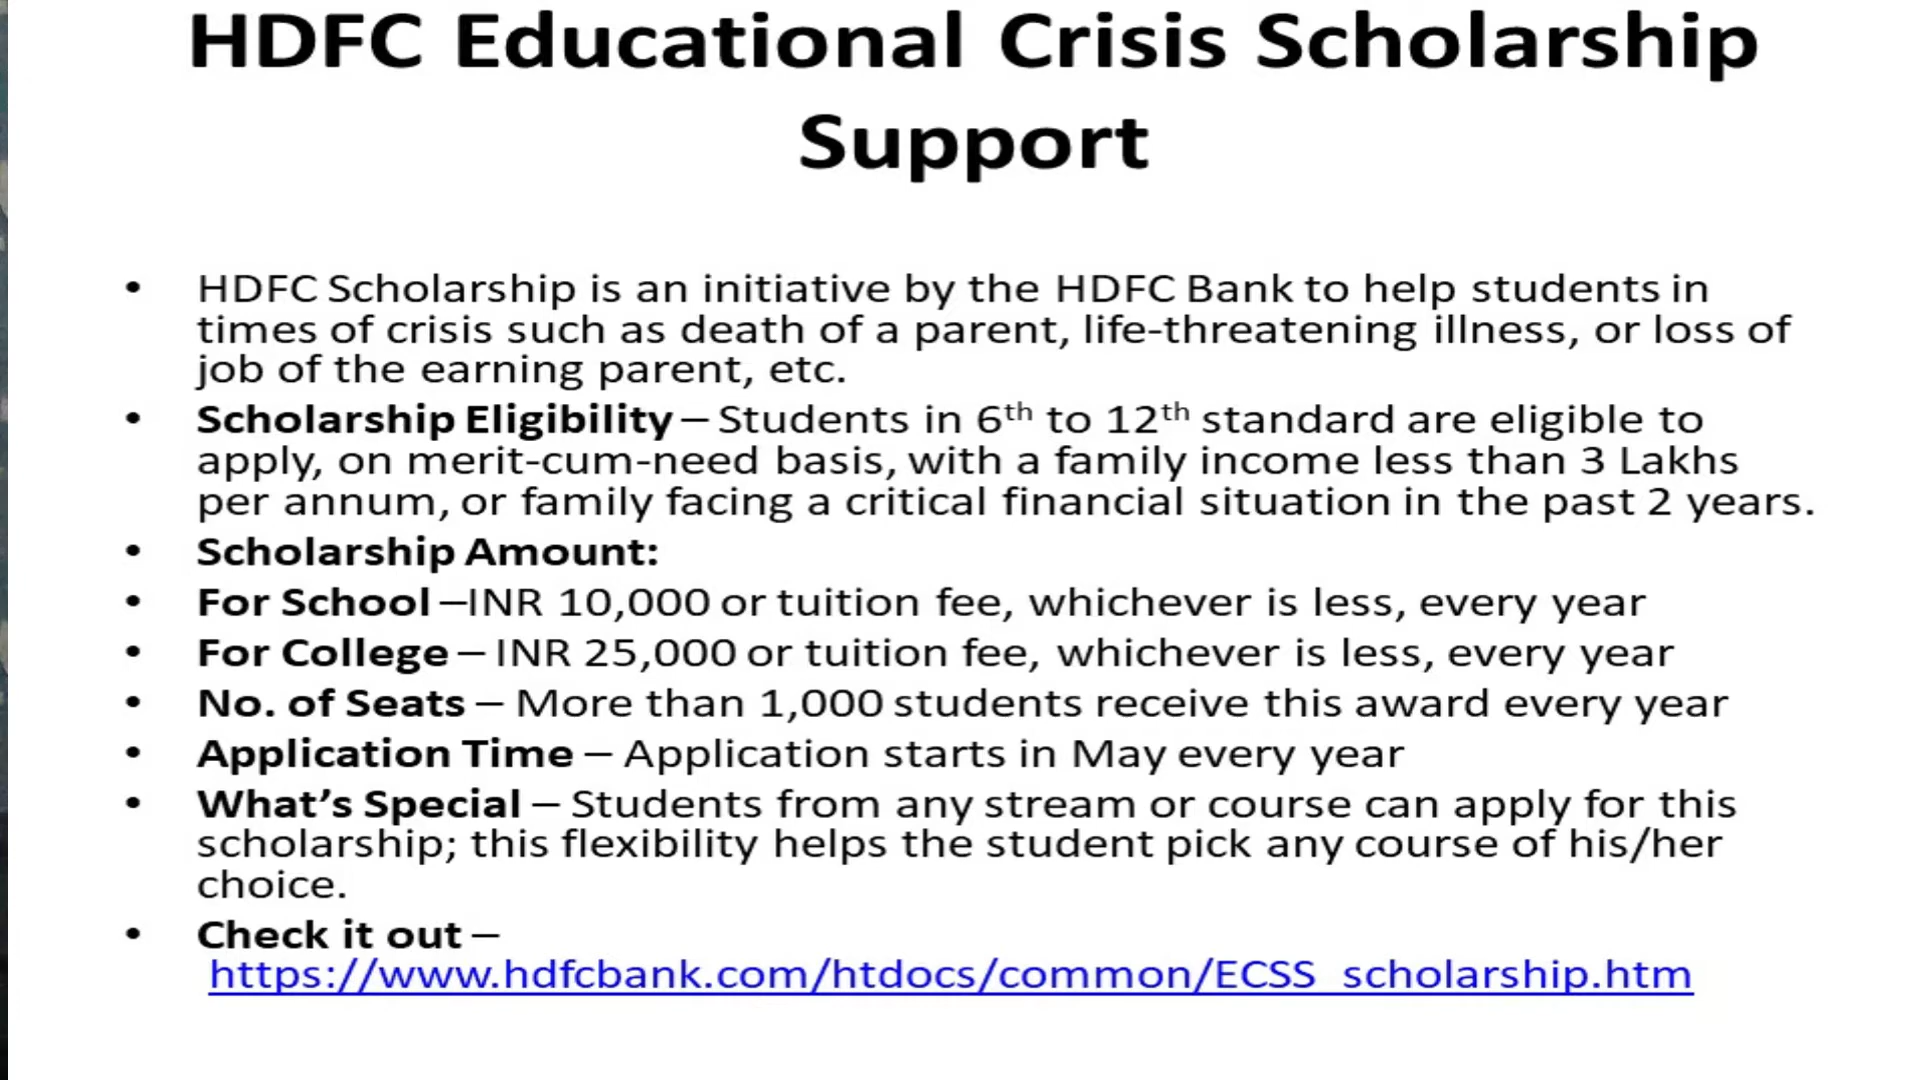 HDFC Educational Crisis Scholarship
Support
• HDFC Scholarship is an initiative by the HDFC Bank to help students in
times of crisis such as death of a parent, life-threatening illness, or loss of
job of the earning parent, etc.
• Scholarship Eligibility – Students in 6th to 12th standard are eligible to
apply, on merit-cum-need basis, with a family income less than 3 Lakhs
per annum, or family facing a critical financial situation in the past 2 years.
• Scholarship Amount:
• For School –INR 10,000 or tuition fee, whichever is less, every year
• For College – INR 25,000 or tuition fee, whichever is less, every year
• No. of Seats – More than 1,000 students receive this award every year
• Application Time – Application starts in May every year
• What's Special – Students from any stream or course can apply for this
scholarship; this flexibility helps the student pick any course of his/her
choice.
• Check it out –
https://www.hdfcbank.com/htdocs/common/ECSS_scholarship.htm